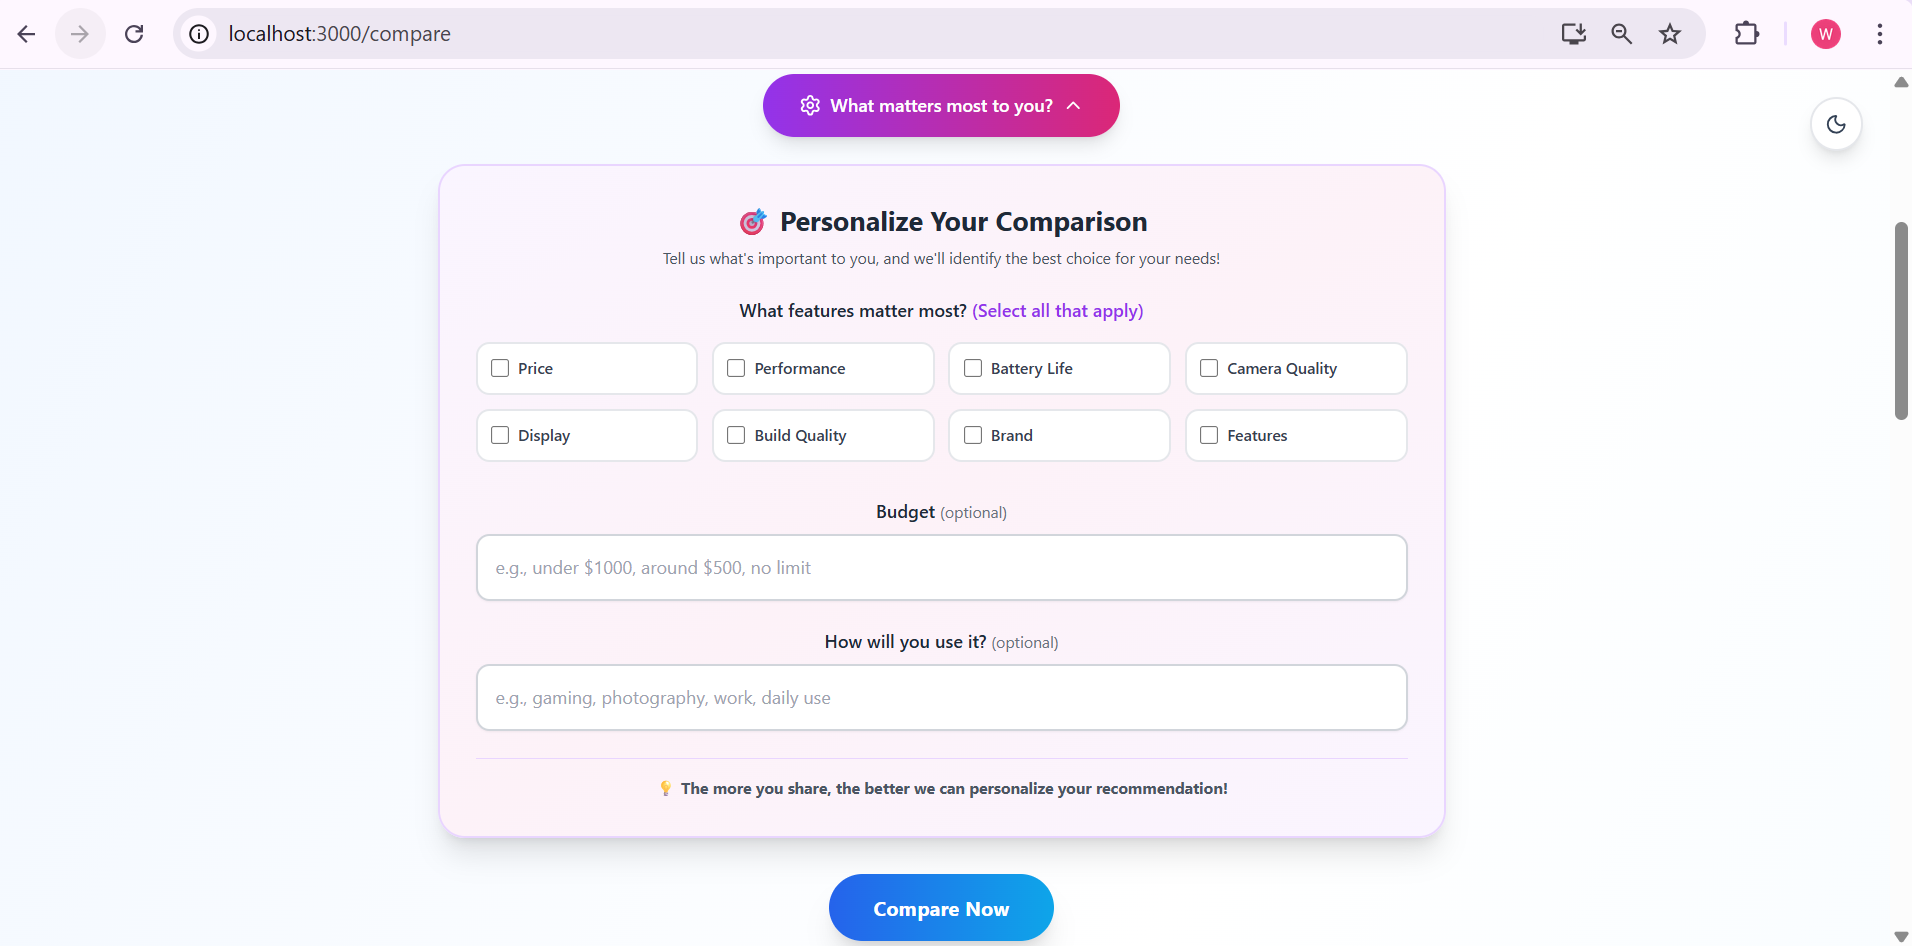 localhost:3000/compare
W
What matters most to you?
Personalize Your Comparison
Tell us what's important to you, and we'll identify the best choice for your needs!
What features matter most? (Select all that apply)
Price
Performance
Battery Life
Camera Quality
Display
Build Quality
Brand
Features
Budget (optional)
e.g., under $1000, around $500, no limit
How will you use it? (optional)
e.g., gaming, photography, work, daily use
💡 The more you share, the better we can personalize your recommendation!
Compare Now